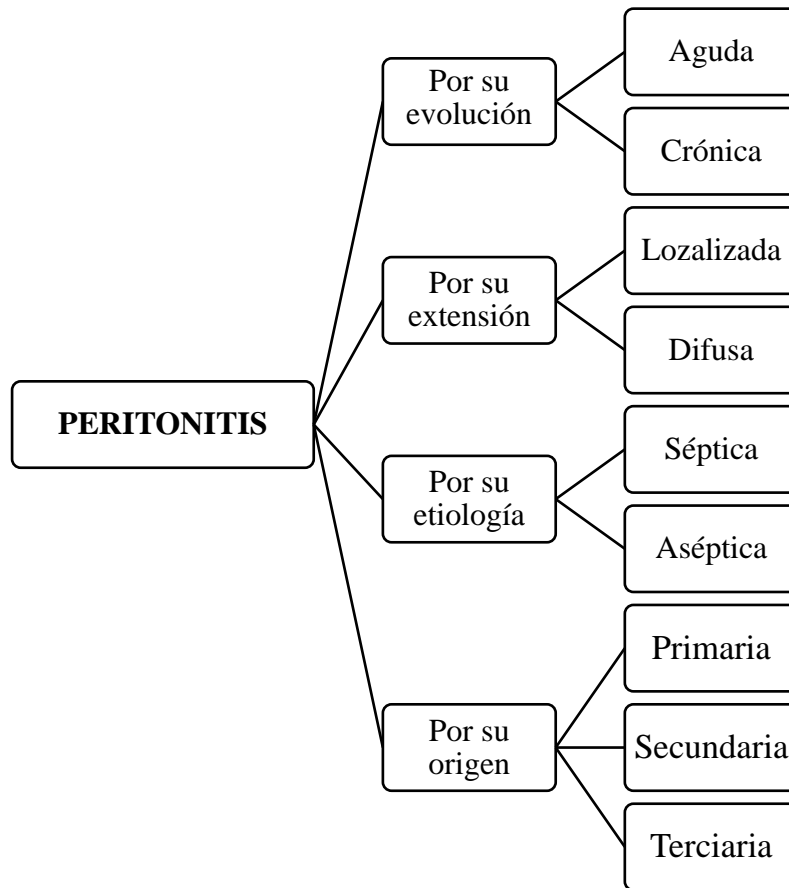 PERITONITIS
Por su
evolución
Aguda
Crónica
Por su
extensión
Lozalizada
Difusa
Por su
etiología
Séptica
Aséptica
Por su
origen
Primaria
Secundaria
Terciaria